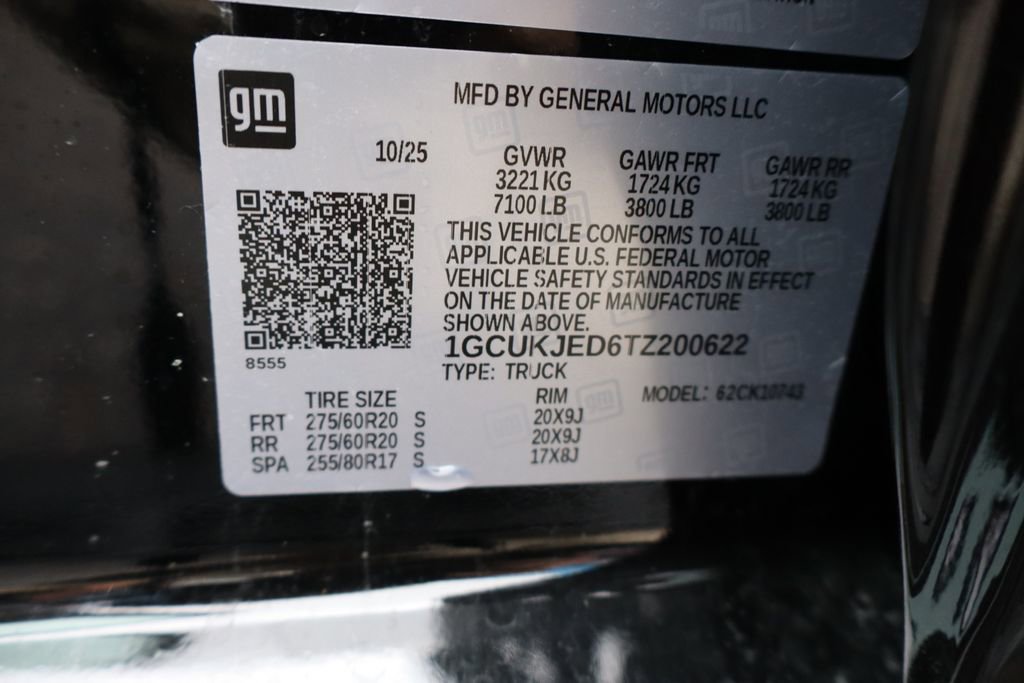 gm
MFD BY GENERAL MOTORS LLC
10/25
GVWR GAWR FRT GAWR RR
3221 KG 1724 KG 1724 KG
7100 LB 3800 LB 3800 LB
THIS VEHICLE CONFORMS TO ALL
APPLICABLE U.S. FEDERAL MOTOR
VEHICLE SAFETY STANDARDS IN EFFECT
ON THE DATE OF MANUFACTURE
SHOWN ABOVE.
8555
1GCUKJED6TZ200622
TYPE: TRUCK
TIRE SIZE RIM MODEL: 62CK10743
FRT 275/60R20 S 20X9J
RR 275/60R20 S 20X9J
SPA 255/80R17 S 17X8J